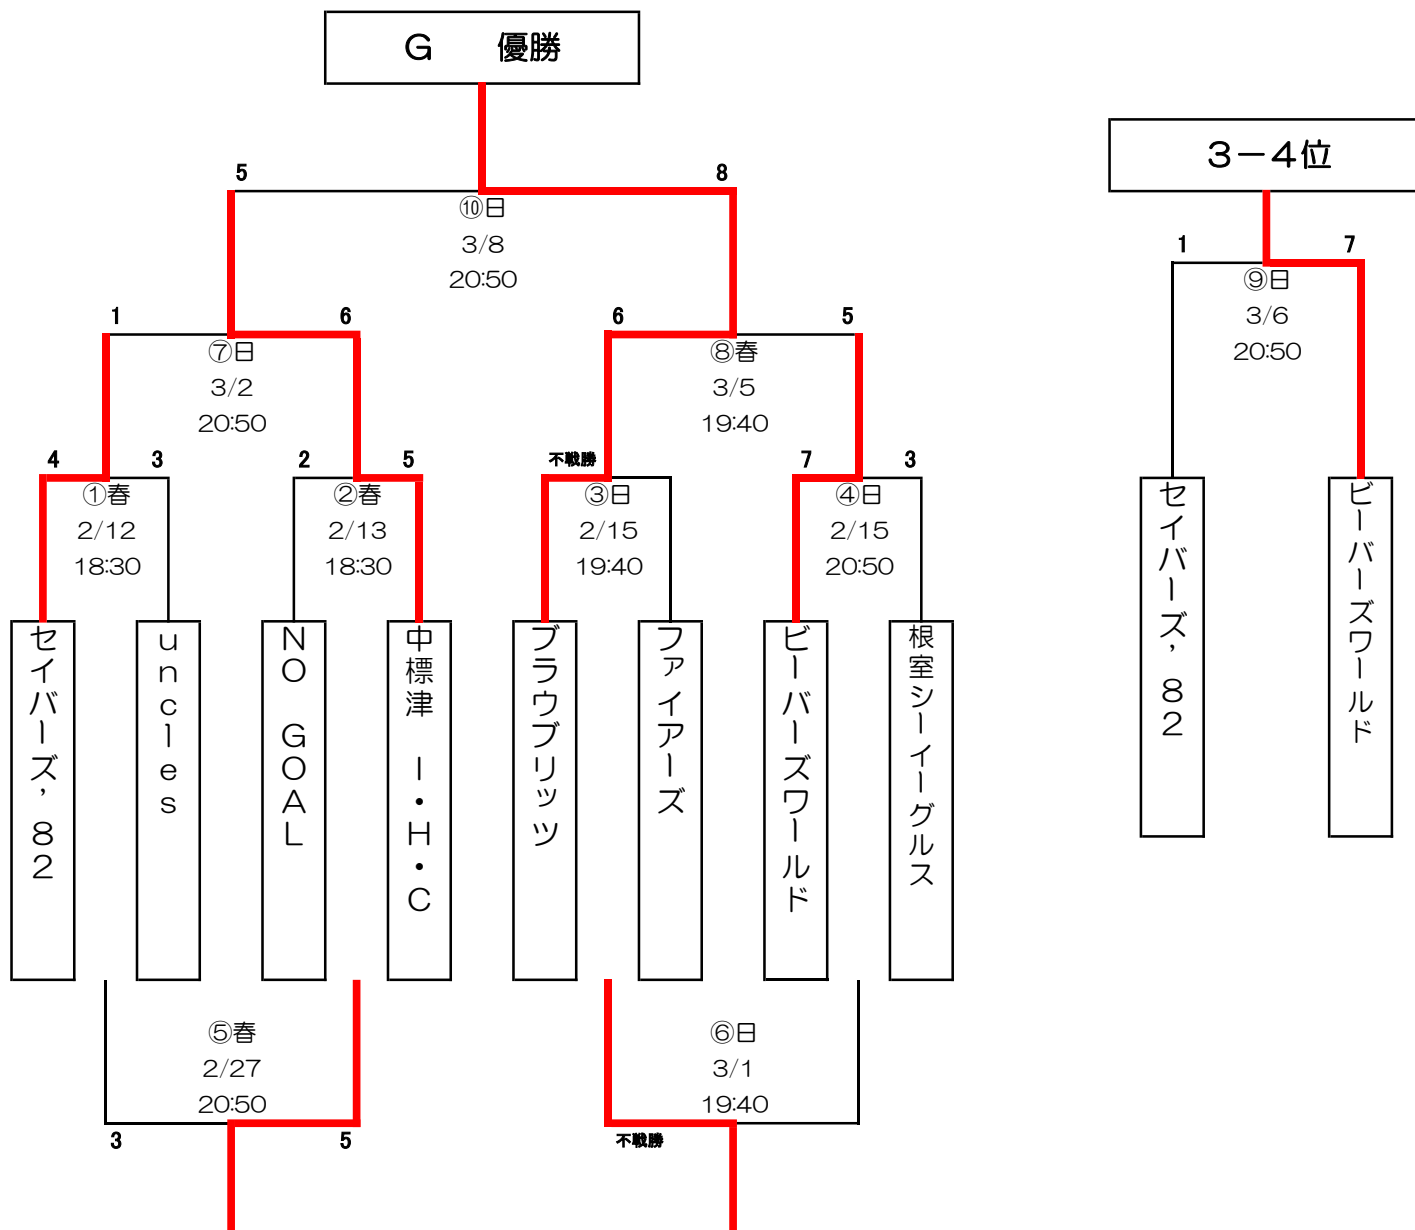 G 優勝
3－4位
5 8
⑩日
3/8
20:50
1 7
⑨日
3/6
20:50
1 6
⑦日
3/2
20:50
6 5
⑧春
3/5
19:40
4 3
①春
2/12
18:30
2 5
②春
2/13
18:30
不戦勝
③日
2/15
19:40
7 3
④日
2/15
20:50
セイバーズ，82
uncles
NO GOAL
中標津 I・H・C
ブラウブリッツ
ファイアーズ
ビーバーズワールド
根室シーイーグルス
セイバーズ，82
ビーバーズワールド
⑤春
2/27
20:50
3 5
⑥日
3/1
19:40
不戦勝